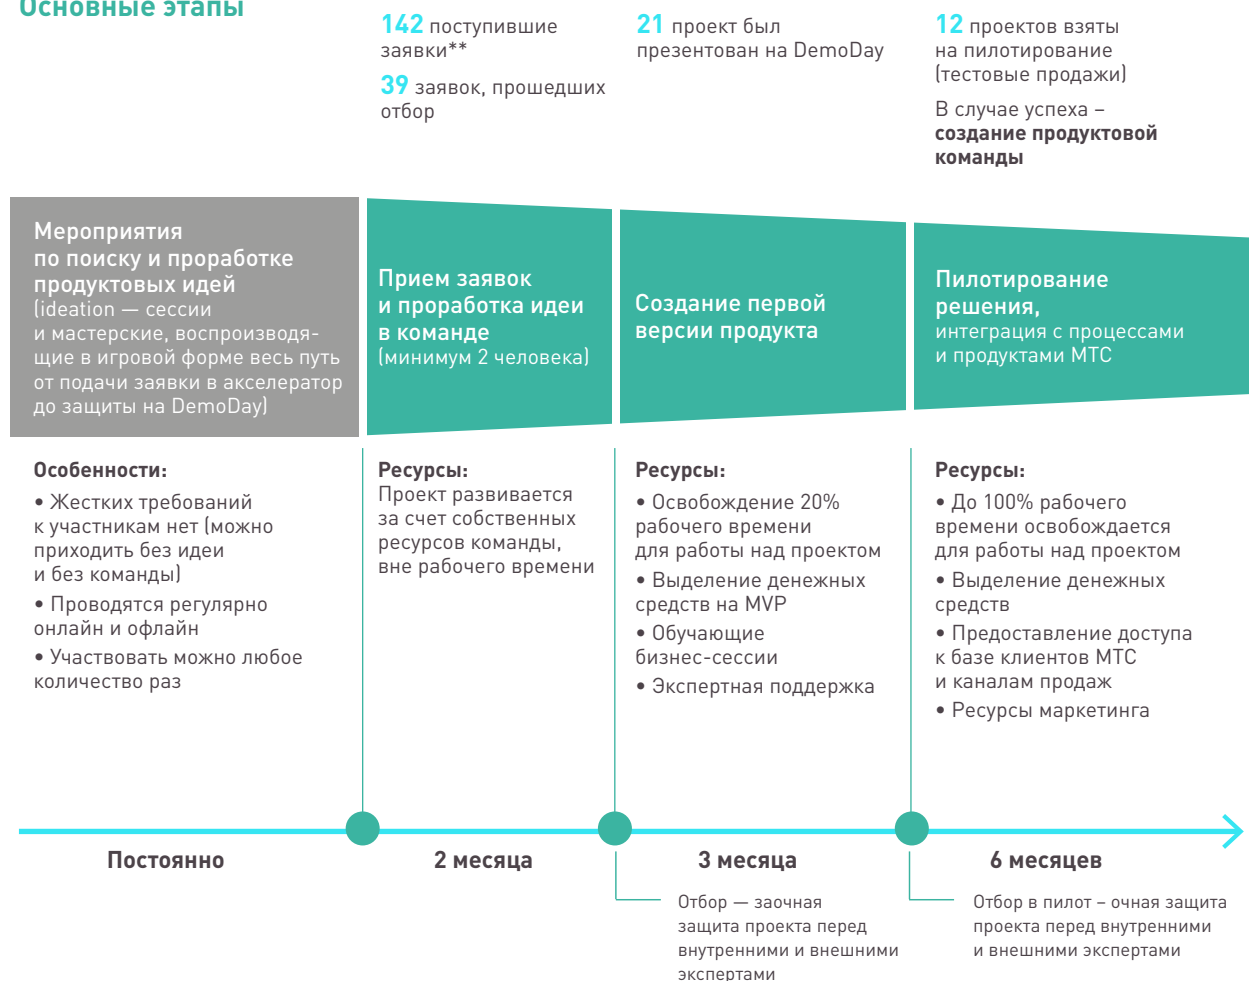 Основные этапы
142 поступившие
заявки**
39 заявок, прошедших
отбор
21 проект был
презентован на DemoDay
12 проектов взяты
на пилотирование
(тестовые продажи)
В случае успеха –
создание продуктовой
команды
Мероприятия
по поиску и проработке
продуктовых идей
(ideation — сессии
и мастерские, воспроизводя-
щие в игровой форме весь путь
от подачи заявки в акселератор
до защиты на DemoDay)
Прием заявок
и проработка идеи
в команде
(минимум 2 человека)
Создание первой
версии продукта
Пилотирование
решения,
интеграция с процессами
и продуктами МТС
Особенности:
• Жестких требований
к участникам нет (можно
приходить без идеи
и без команды)
• Проводятся регулярно
онлайн и офлайн
• Участвовать можно любое
количество раз
Ресурсы:
Проект развивается
за счет собственных
ресурсов команды,
вне рабочего времени
Ресурсы:
• Освобождение 20%
рабочего времени
для работы над проектом
• Выделение денежных
средств на MVP
• Обучающие
бизнес-сессии
• Экспертная поддержка
Ресурсы:
• До 100% рабочего
времени освобождается
для работы над проектом
• Выделение денежных
средств
• Предоставление доступа
к базе клиентов МТС
и каналам продаж
• Ресурсы маркетинга
Постоянно
2 месяца
3 месяца
6 месяцев
Отбор — заочная
защита проекта перед
внутренними и внешними
экспертами
Отбор в пилот – очная защита
проекта перед внутренними
и внешними экспертами